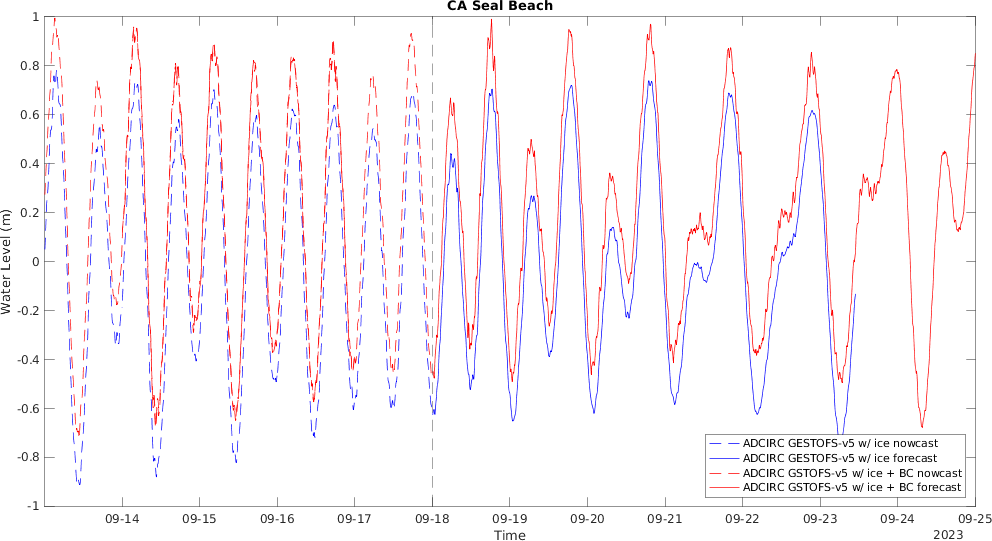 CA Seal Beach
Water Level (m)
1
0.8
0.6
0.4
0.2
0
-0.2
-0.4
-0.6
-0.8
-1
ADCIRC GESTOFS-v5 w/ ice nowcast
ADCIRC GESTOFS-v5 w/ ice forecast
ADCIRC GSTOFS-v5 w/ ice + BC nowcast
ADCIRC GSTOFS-v5 w/ ice + BC forecast
09-14 09-15 09-16 09-17 09-18 09-19 09-20 09-21 09-22 09-23 09-24 09-25
Time
2023